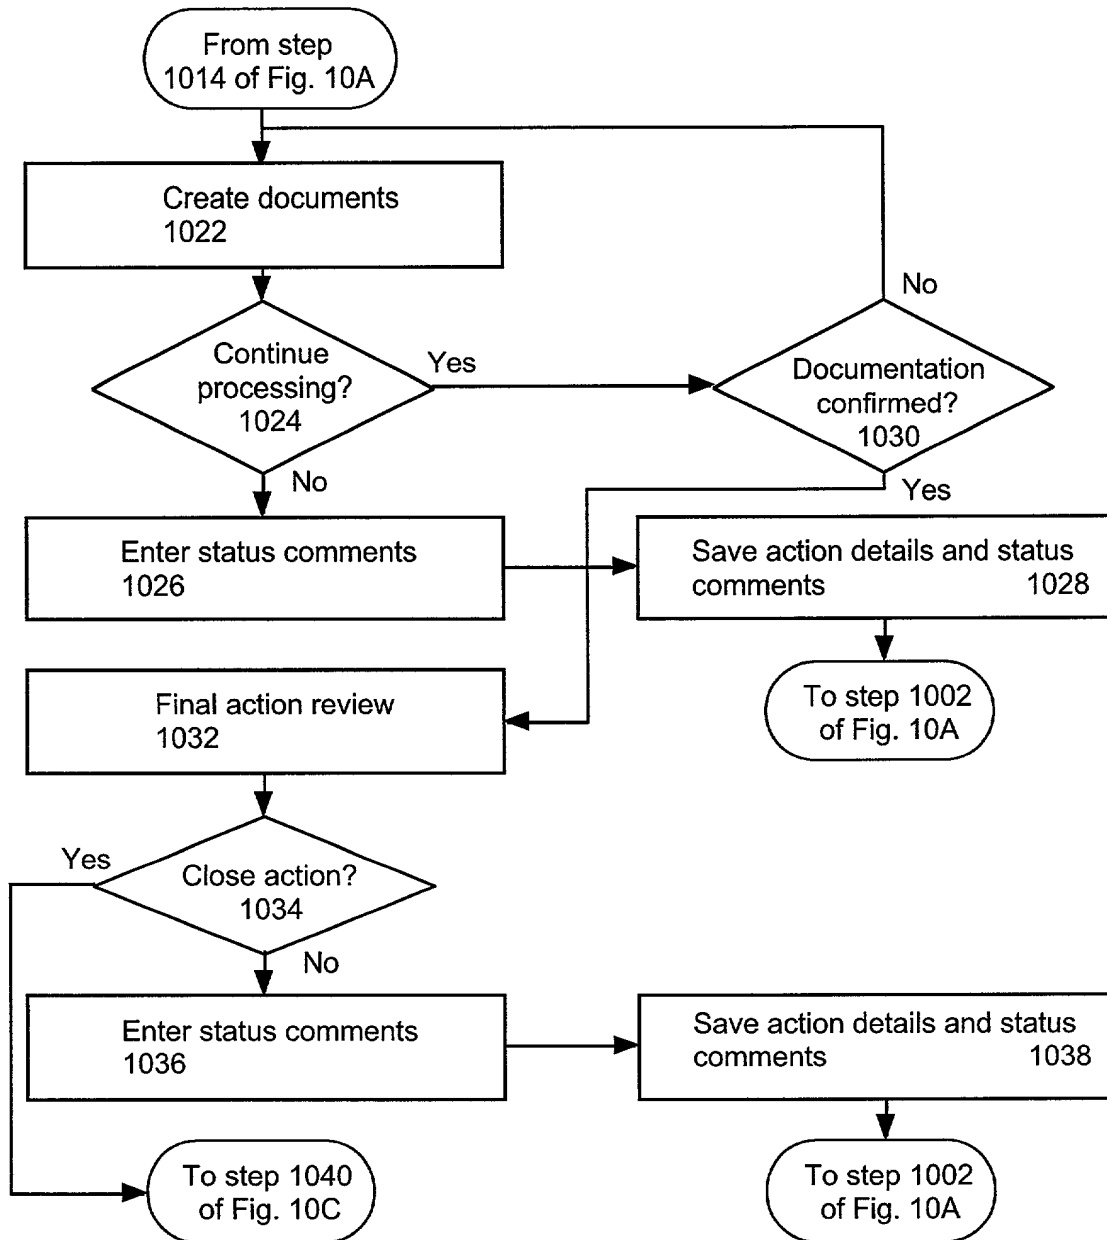 From step
1014 of Fig. 10A
Create documents
1022
No
Continue
processing?
1024
Yes
Documentation
confirmed?
1030
No
Yes
Enter status comments
1026
Save action details and status
comments 1028
Final action review
1032
To step 1002
of Fig. 10A
Yes
Close action?
1034
No
Enter status comments
1036
Save action details and status
comments 1038
To step 1040
of Fig. 10C
To step 1002
of Fig. 10A